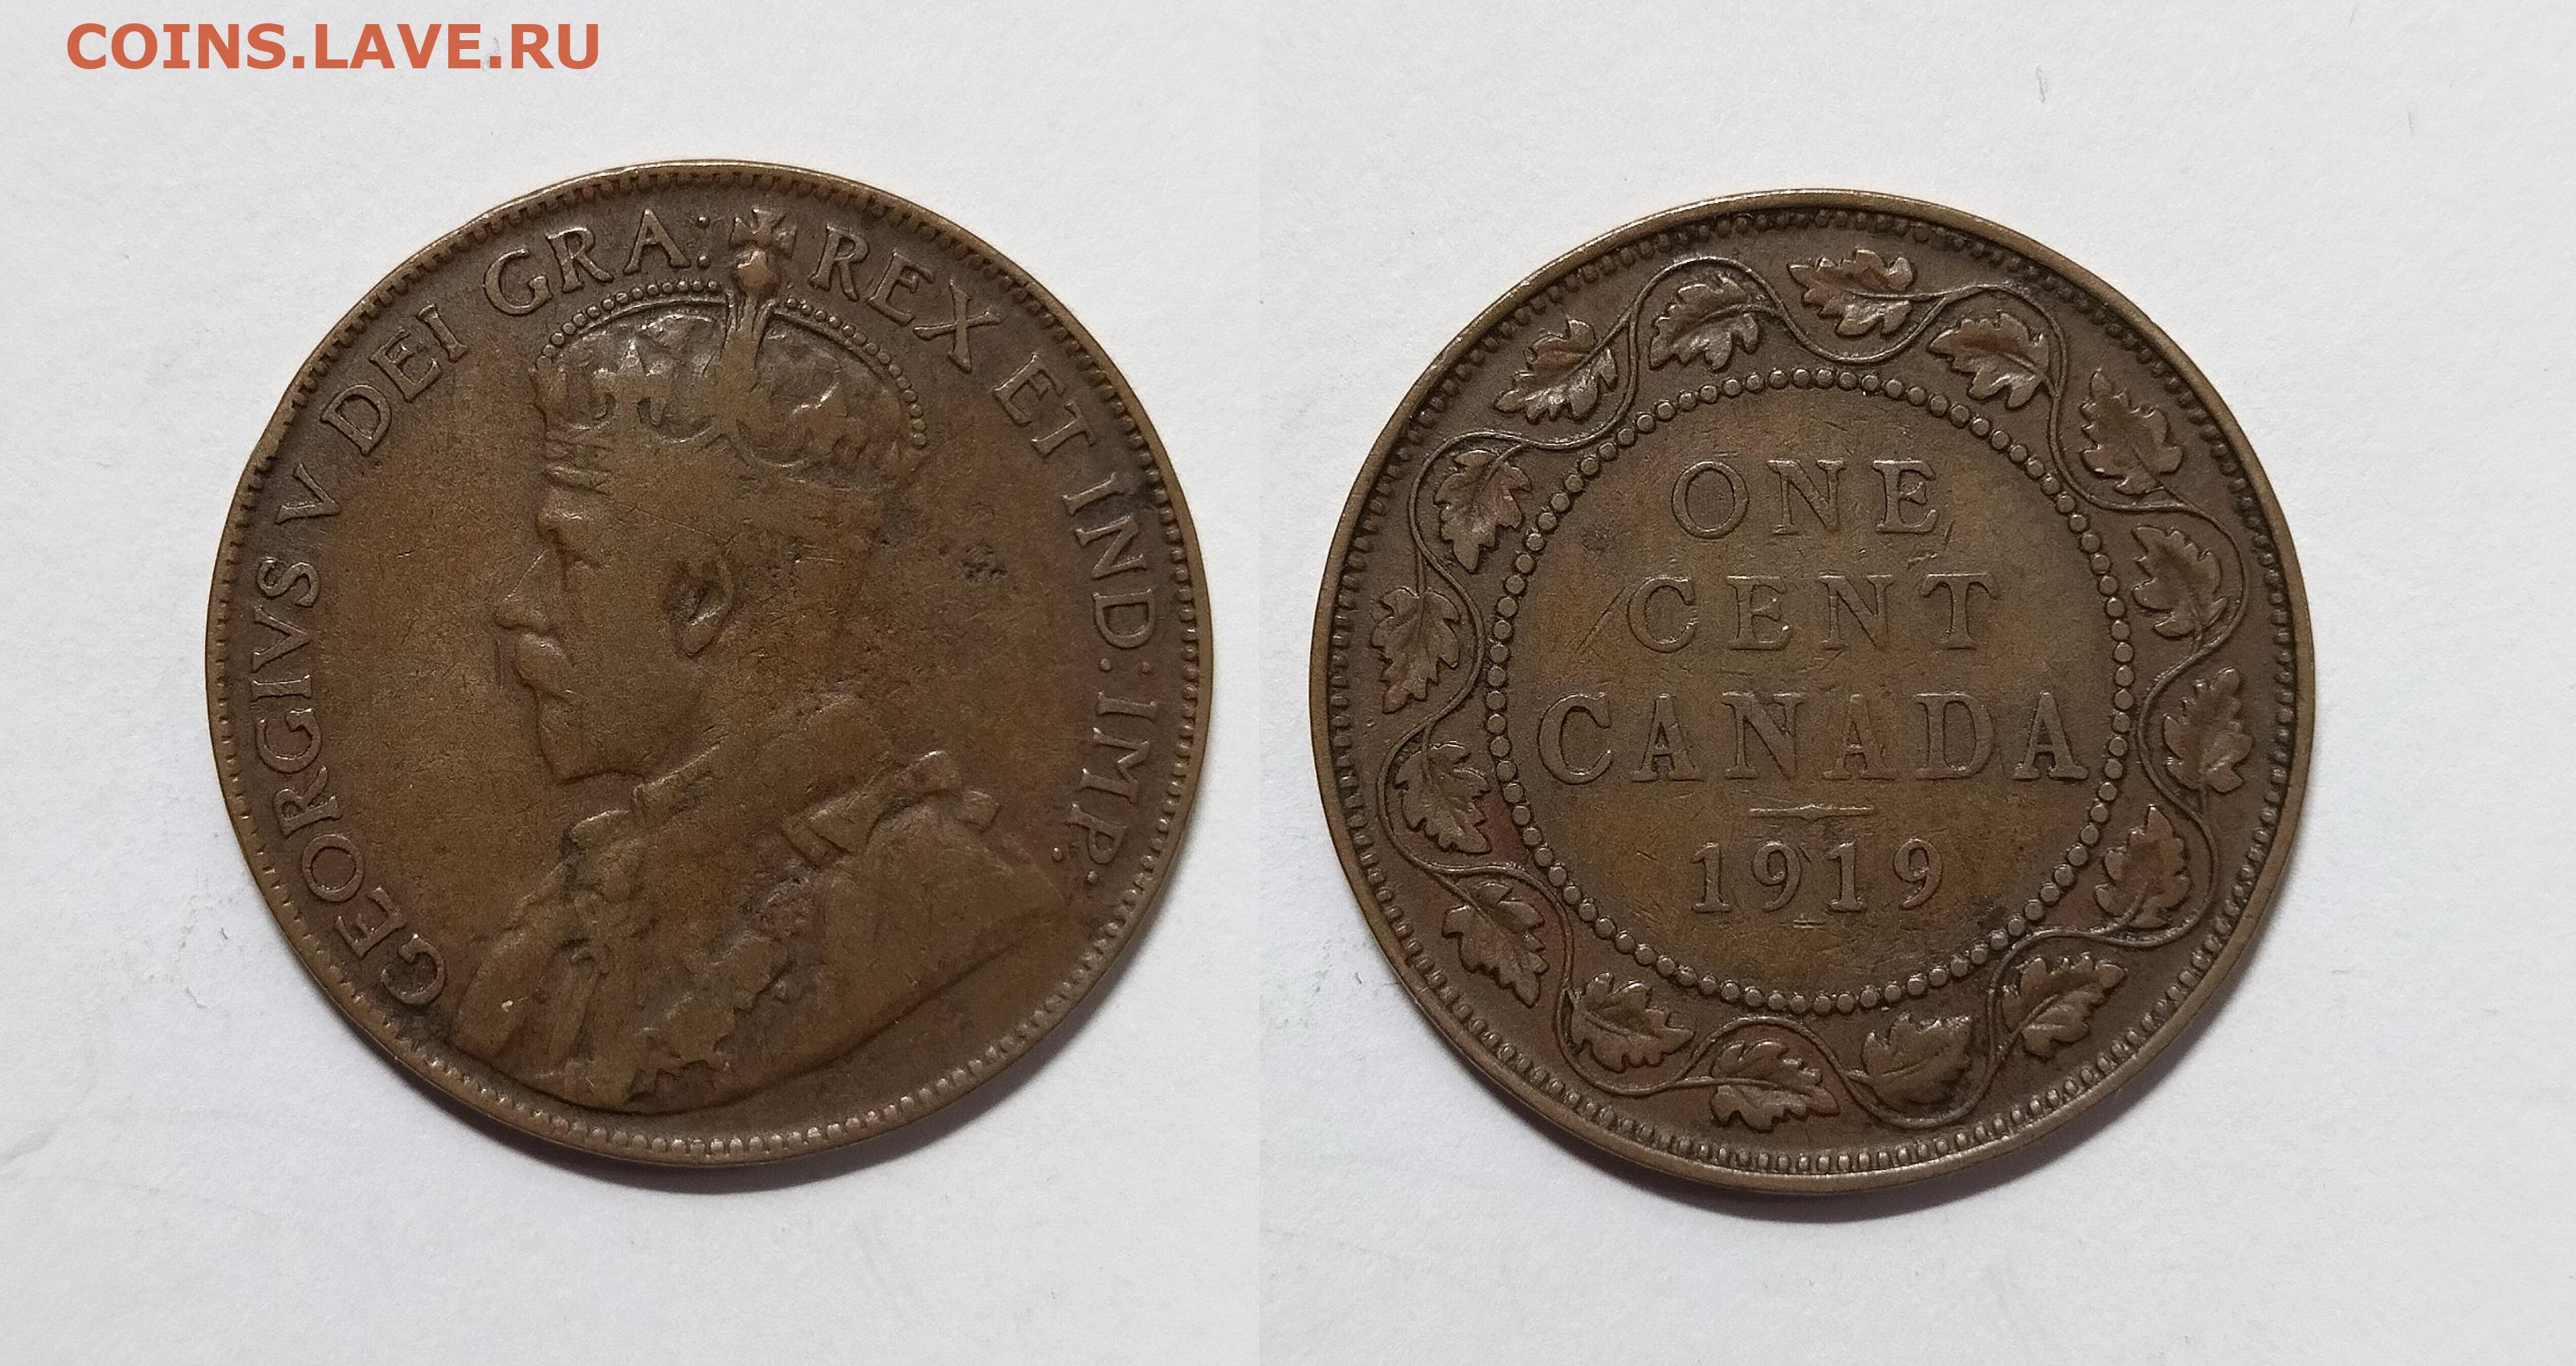 COINS.LAVE.RU
GEORGIVS V DEI GRA: REX ET IND: IMP:
ONE
CENT
CANADA
1919